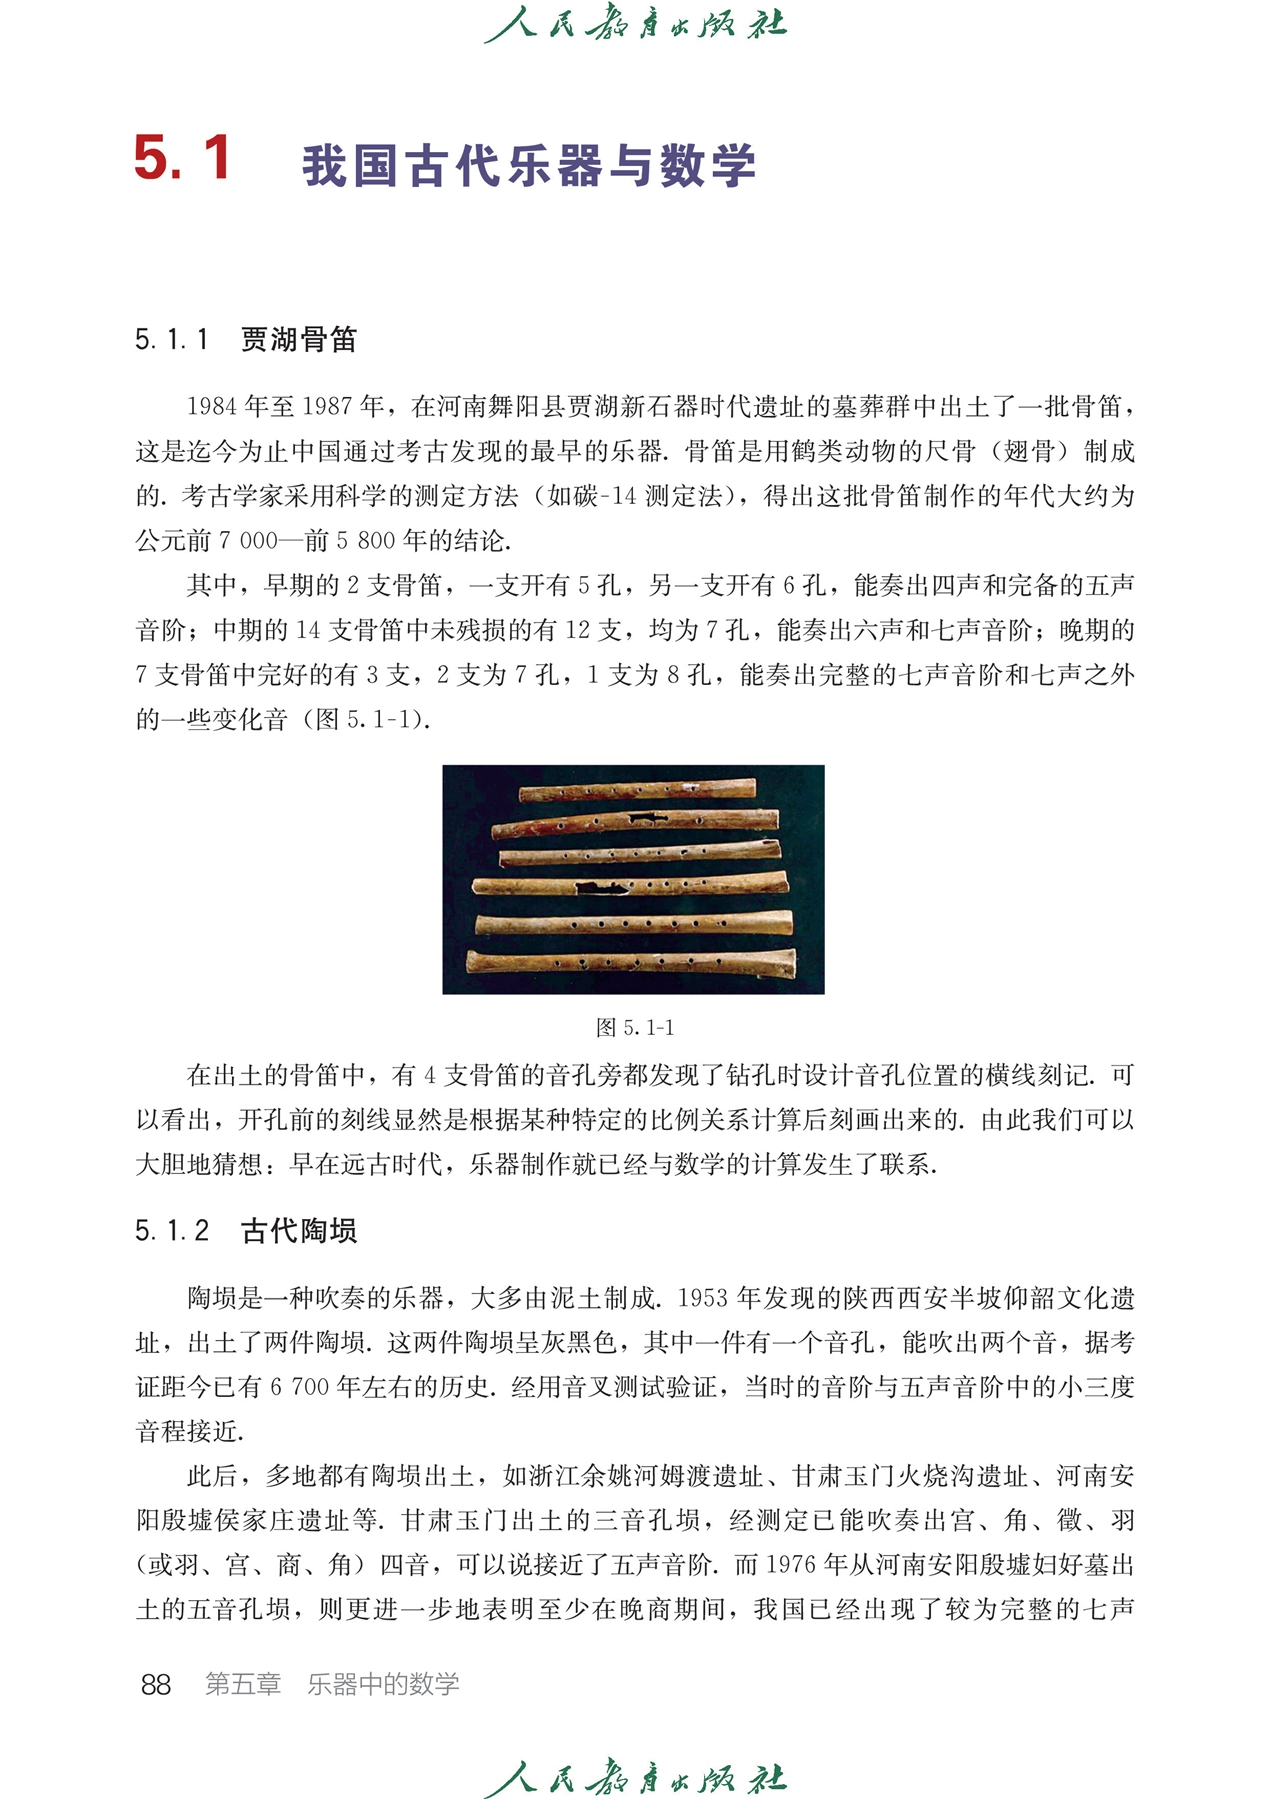 人民教育出版社
5.1 我国古代乐器与数学
5.1.1 贾湖骨笛
1984 年至 1987 年，在河南舞阳县贾湖新石器时代遗址的墓葬群中出土了一批骨笛，
这是迄今为止中国通过考古发现的最早的乐器. 骨笛是用鹤类动物的尺骨（翅骨）制成
的. 考古学家采用科学的测定方法（如碳-14 测定法），得出这批骨笛制作的年代大约为
公元前 7 000—前 5 800 年的结论.
其中，早期的 2 支骨笛，一支开有 5 孔，另一支开有 6 孔，能奏出四声和完备的五声
音阶；中期的 14 支骨笛中未残损的有 12 支，均为 7 孔，能奏出六声和七声音阶；晚期的
7 支骨笛中完好的有 3 支，2 支为 7 孔，1 支为 8 孔，能奏出完整的七声音阶和七声之外
的一些变化音（图 5.1-1）.
图 5.1-1
在出土的骨笛中，有 4 支骨笛的音孔旁都发现了钻孔时设计音孔位置的横线刻记. 可
以看出，开孔前的刻线显然是根据某种特定的比例关系计算后刻画出来的. 由此我们可以
大胆地猜想：早在远古时代，乐器制作就已经与数学的计算发生了联系.
5.1.2 古代陶埙
陶埙是一种吹奏的乐器，大多由泥土制成. 1953 年发现的陕西西安半坡仰韶文化遗
址，出土了两件陶埙. 这两件陶埙呈灰黑色，其中一件有一个音孔，能吹出两个音，据考
证距今已有 6 700 年左右的历史. 经用音叉测试验证，当时的音阶与五声音阶中的小三度
音程接近.
此后，多地都有陶埙出土，如浙江余姚河姆渡遗址、甘肃玉门火烧沟遗址、河南安
阳殷墟侯家庄遗址等. 甘肃玉门出土的三音孔埙，经测定已能吹奏出宫、角、徵、羽
（或羽、宫、商、角）四音，可以说接近了五声音阶. 而 1976 年从河南安阳殷墟妇好墓出
土的五音孔埙，则更进一步地表明至少在晚商期间，我国已经出现了较为完整的七声
88 第五章 乐器中的数学
人民教育出版社